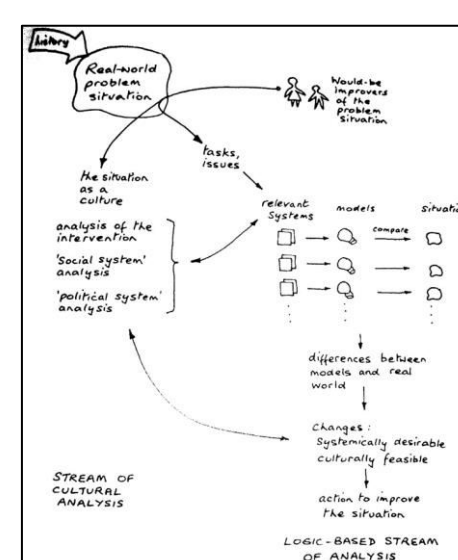 history
Real-world
problem
situation
Would-be
improvers
of the
problem
situation
tasks,
issues
the situation
as a
culture
analysis of the
intervention
'Social system'
analysis
'political system'
analysis
relevant
Systems
models
situati
compare
differences between
models and real
world
Changes:
Systemically desirable
culturally feasible
action to improve
the situation
STREAM OF
CULTURAL
ANALYSIS
LOGIC-BASED STREAM
OF ANALYSIS